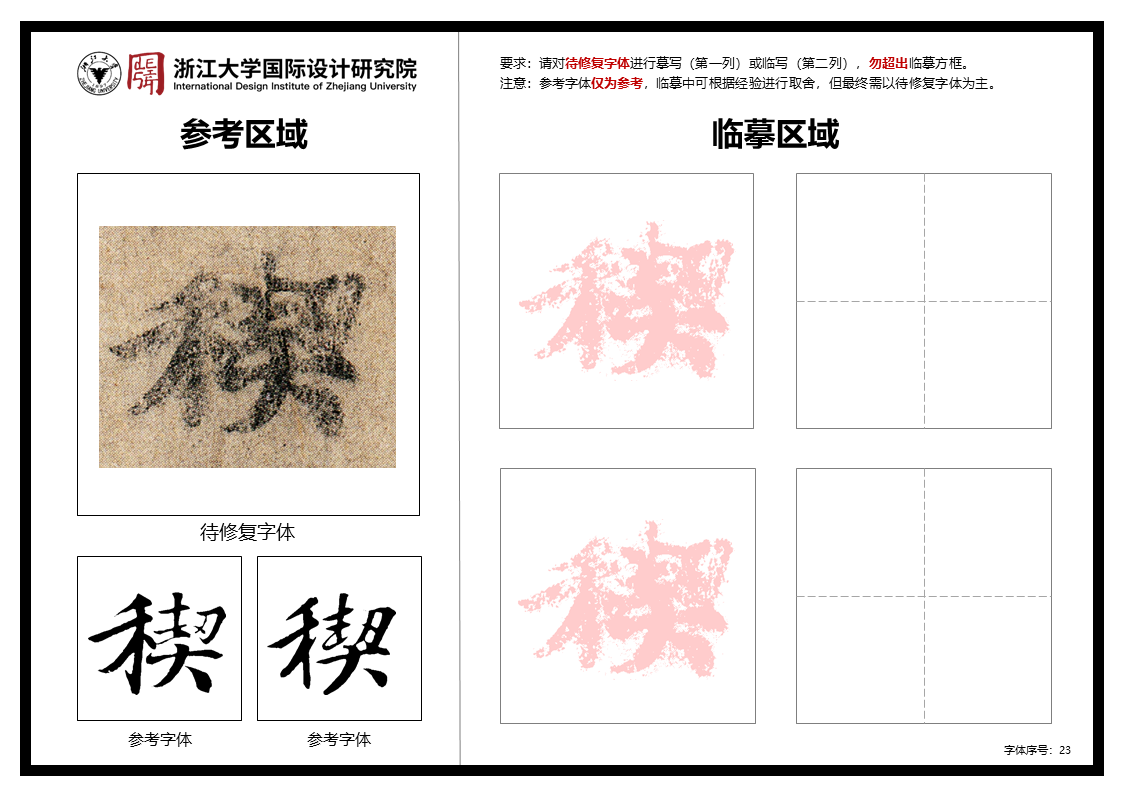 浙江大学国际设计研究院
International Design Institute of Zhejiang University
参考区域
禊
待修复字体
禊
禊
参考字体
参考字体
要求：请对待修复字体进行摹写（第一列）或临写（第二列），勿超出临摹方框。
注意：参考字体仅为参考，临摹中可根据经验进行取舍，但最终需以待修复字体为主。
临摹区域
禊
禊
字体序号：23